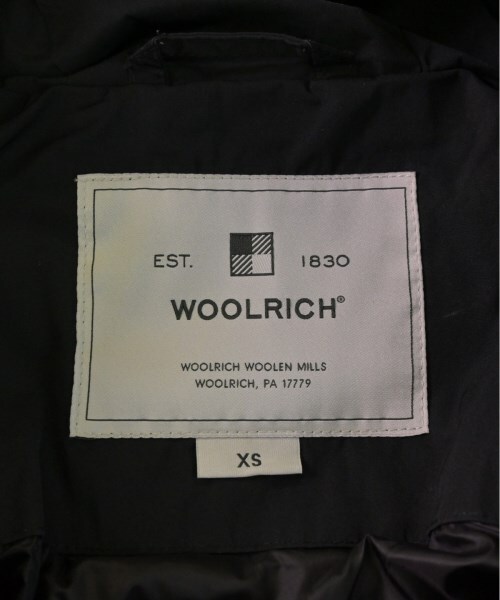 EST. 1830
WOOLRICH®
WOOLRICH WOOLEN MILLS
WOOLRICH, PA 17779
XS